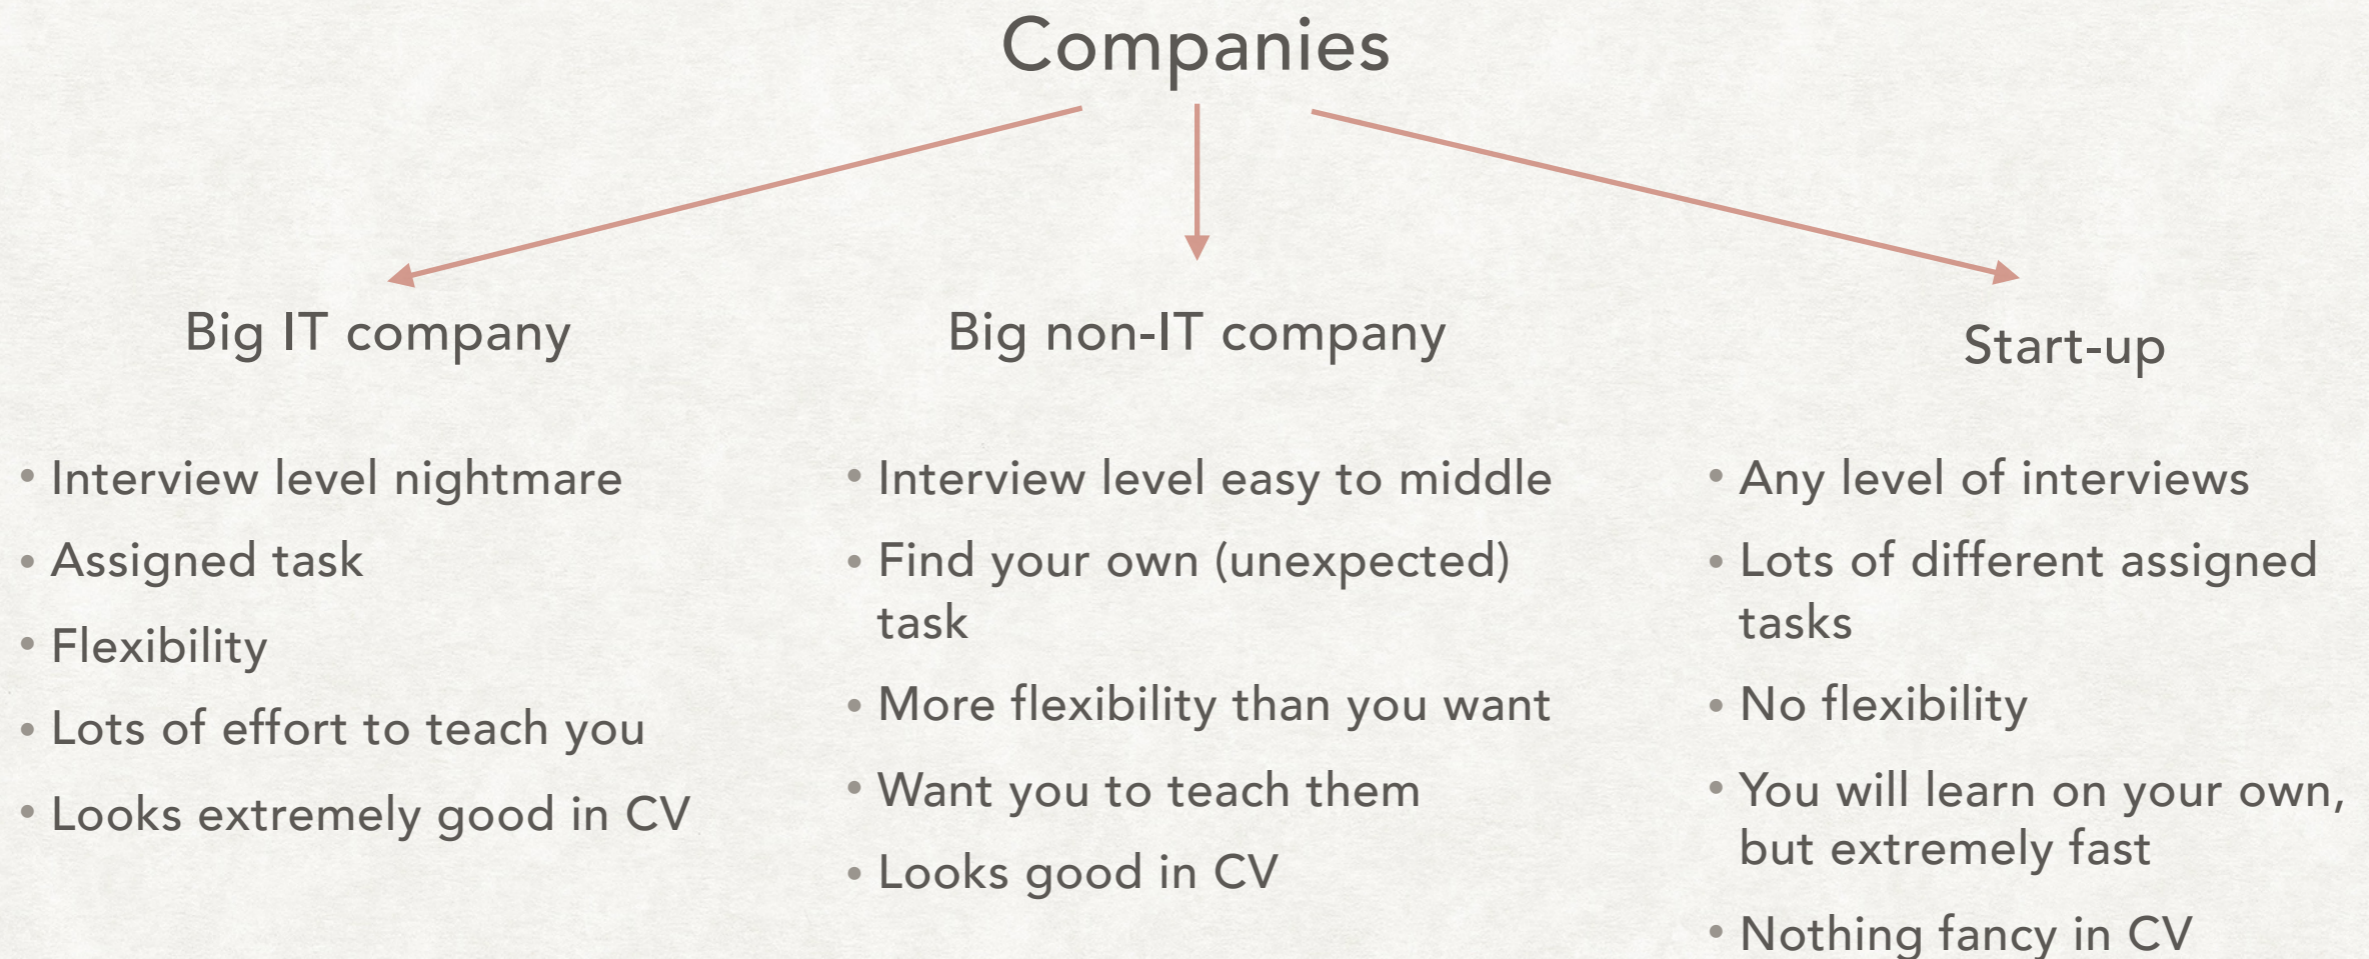 Companies
Big IT company
• Interview level nightmare
• Assigned task
• Flexibility
• Lots of effort to teach you
• Looks extremely good in CV
Big non-IT company
• Interview level easy to middle
• Find your own (unexpected)
task
• More flexibility than you want
• Want you to teach them
• Looks good in CV
Start-up
• Any level of interviews
• Lots of different assigned
tasks
• No flexibility
• You will learn on your own,
but extremely fast
• Nothing fancy in CV